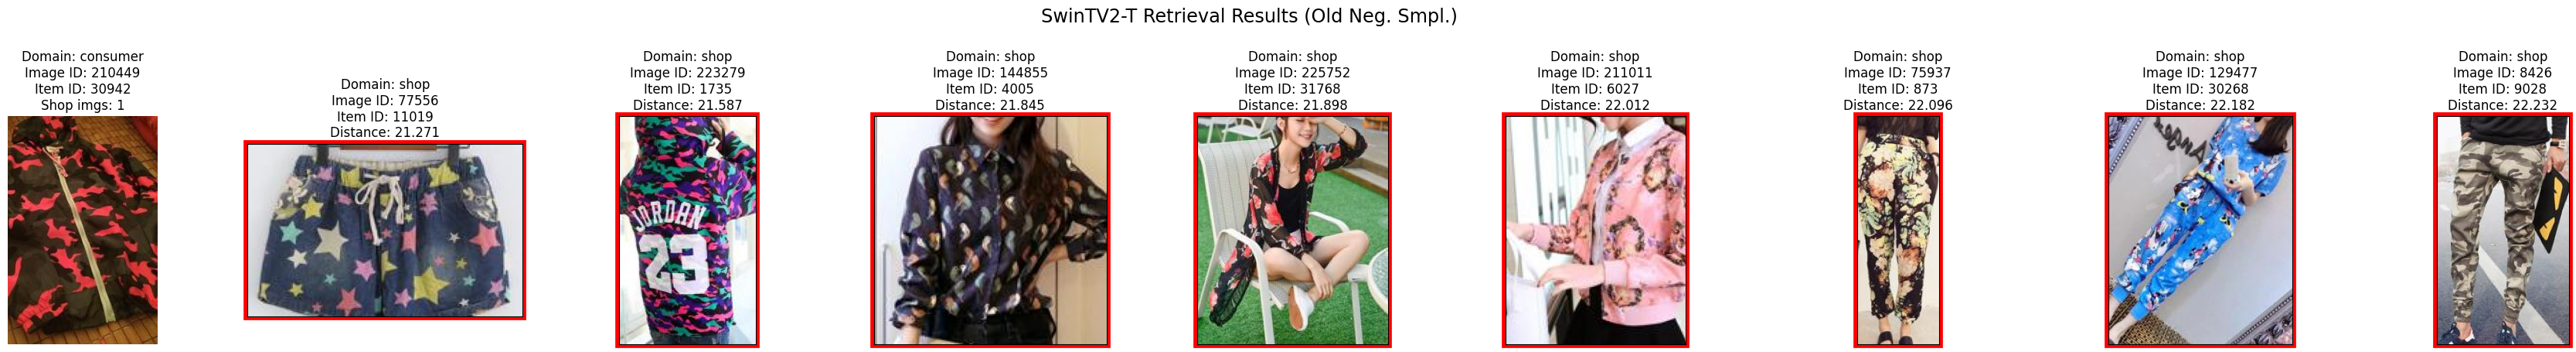 SwinTV2-T Retrieval Results (Old Neg. Smpl.)
Domain: consumer
Image ID: 210449
Item ID: 30942
Shop imgs: 1
Domain: shop
Image ID: 77556
Item ID: 11019
Distance: 21.271
Domain: shop
Image ID: 223279
Item ID: 1735
Distance: 21.587
JORDAN
23
Domain: shop
Image ID: 144855
Item ID: 4005
Distance: 21.845
Domain: shop
Image ID: 225752
Item ID: 31768
Distance: 21.898
Domain: shop
Image ID: 211011
Item ID: 6027
Distance: 22.012
Domain: shop
Image ID: 75937
Item ID: 873
Distance: 22.096
Domain: shop
Image ID: 129477
Item ID: 30268
Distance: 22.182
Domain: shop
Image ID: 8426
Item ID: 9028
Distance: 22.232